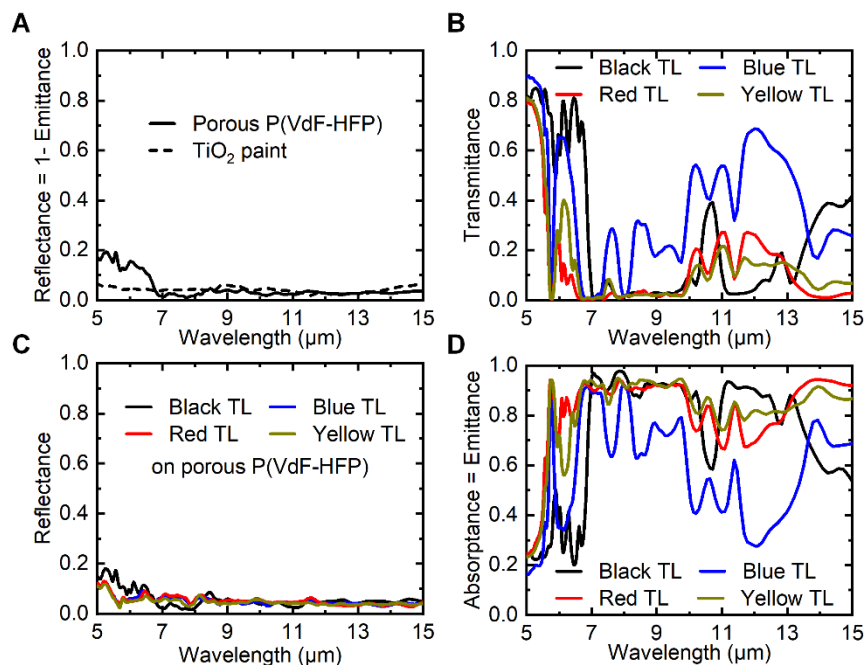 A
1.0
0.8
0.6
0.4
0.2
0.0
Reflectance = 1- Emittance
Porous P(VdF-HFP)
TiO2 paint
5 7 9 11 13 15
Wavelength (µm)
B
1.0
0.8
0.6
0.4
0.2
0.0
Transmittance
Black TL Blue TL
Red TL Yellow TL
5 7 9 11 13 15
Wavelength (µm)
C
1.0
0.8
0.6
0.4
0.2
0.0
Reflectance
Black TL Blue TL
Red TL Yellow TL
on porous P(VdF-HFP)
5 7 9 11 13 15
Wavelength (µm)
D
1.0
0.8
0.6
0.4
0.2
0.0
Absorptance = Emittance
Black TL Blue TL
Red TL Yellow TL
5 7 9 11 13 15
Wavelength (µm)